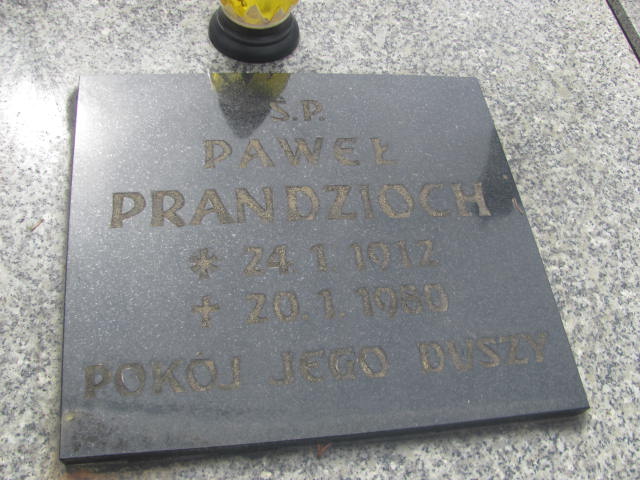 Ś.P.
PAWEŁ
PRANDZIOCH
* 24.1.1912
+ 20.1.1980
POKÓJ JEGO DUSZY